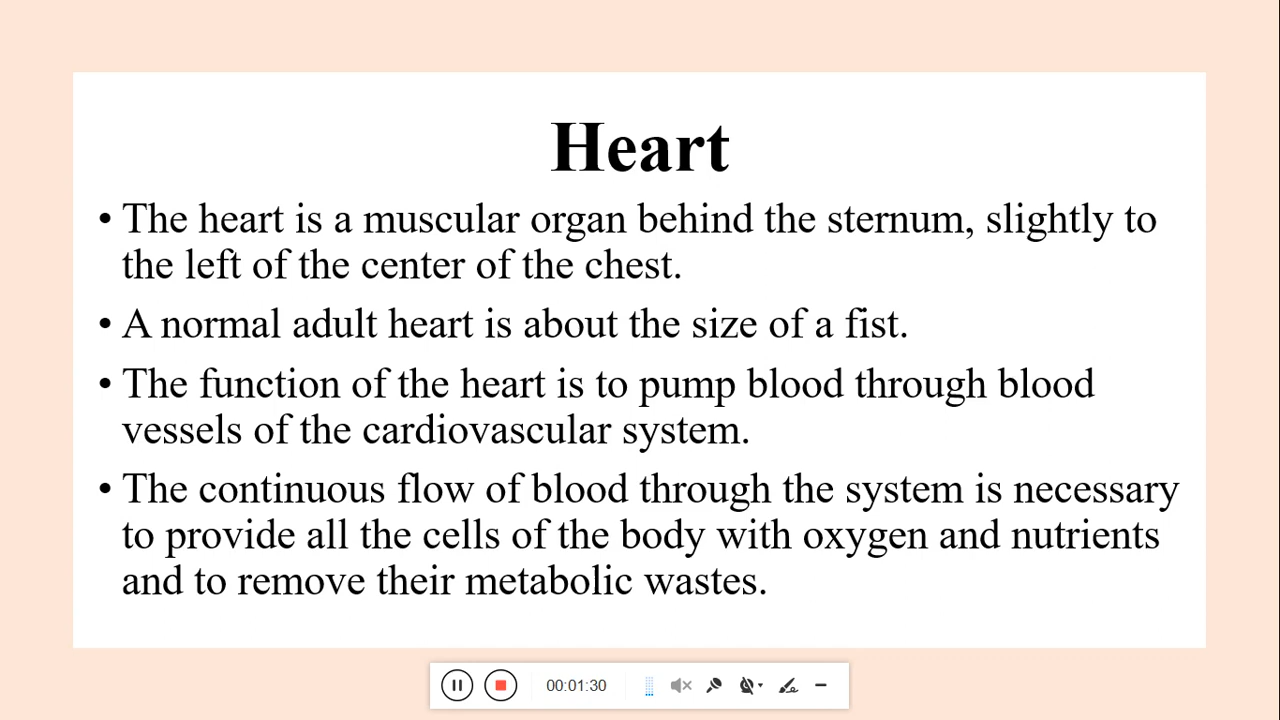 Heart
• The heart is a muscular organ behind the sternum, slightly to
the left of the center of the chest.
• A normal adult heart is about the size of a fist.
• The function of the heart is to pump blood through blood
vessels of the cardiovascular system.
• The continuous flow of blood through the system is necessary
to provide all the cells of the body with oxygen and nutrients
and to remove their metabolic wastes.
00:01:30